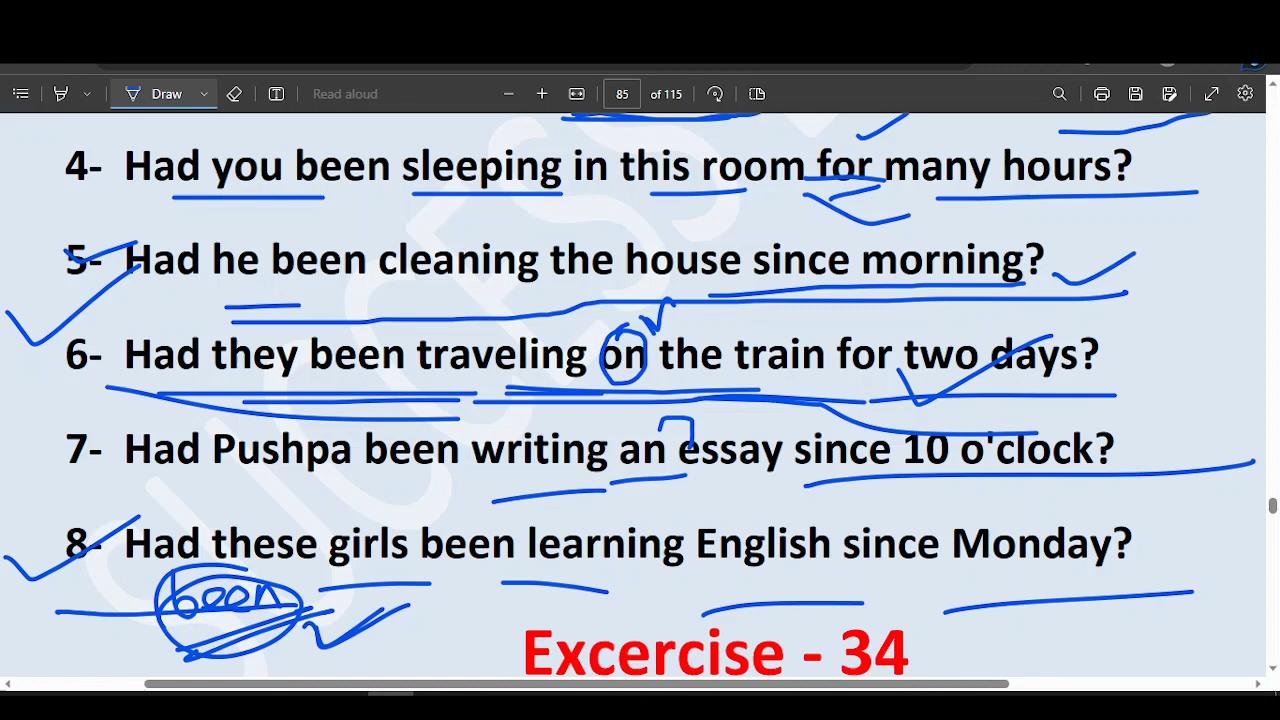 Draw
Read aloud
85 of 115
4- Had you been sleeping in this room for many hours?
5- Had he been cleaning the house since morning?
6- Had they been traveling on the train for two days?
7- Had Pushpa been writing an essay since 10 o'clock?
8- Had these girls been learning English since Monday?
been
Excercise - 34